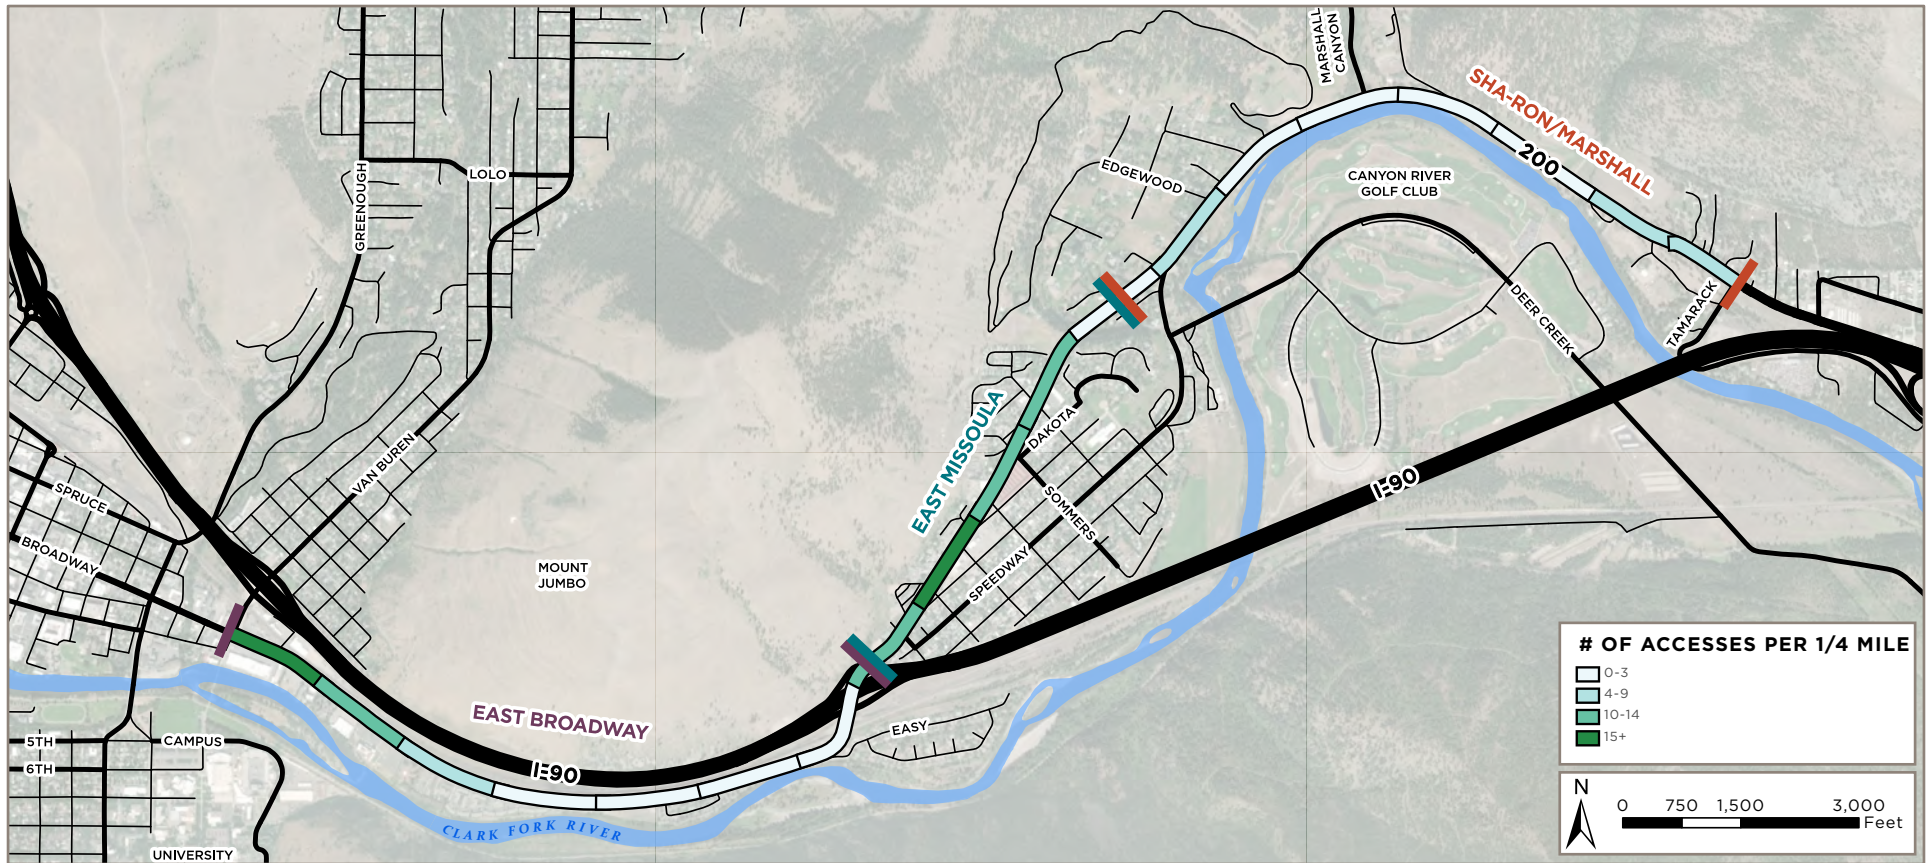 MARSHALL
CANYON
SHA-RON/MARSHALL
200
GREENOUGH
LOLO
EDGEWOOD
CANYON RIVER
GOLF CLUB
DEER CREEK
TAMARACK
VAN BUREN
SPRUCE
BROADWAY
EAST MISSOULA
DAKOTA
SOMMERS
SPEEDWAY
I-90
MOUNT
JUMBO
EAST BROADWAY
I-90
EASY
5TH
6TH
CAMPUS
UNIVERSITY
CLARK FORK RIVER
# OF ACCESSES PER 1/4 MILE
0-3
4-9
10-14
15+
N
0 750 1,500 3,000
Feet